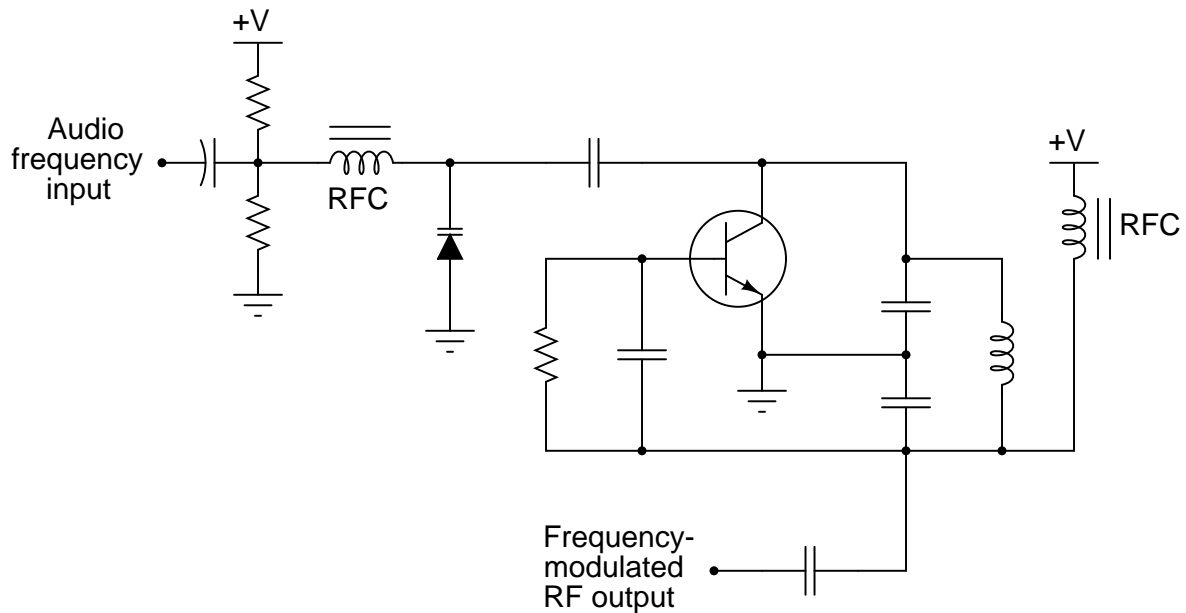 +V
Audio
frequency
input
RFC
+V
RFC
Frequency-
modulated
RF output